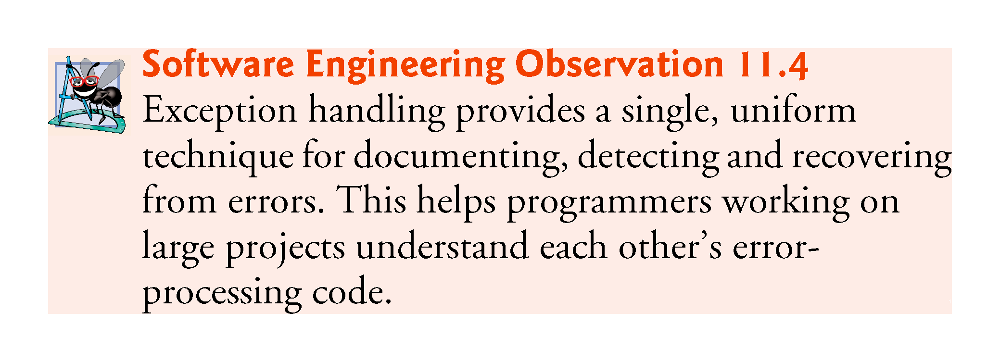 Software Engineering Observation 11.4
Exception handling provides a single, uniform
technique for documenting, detecting and recovering
from errors. This helps programmers working on
large projects understand each other’s error-
processing code.